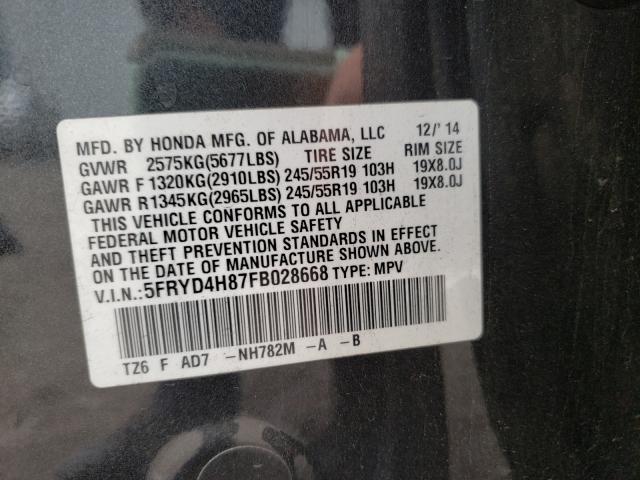 MFD. BY HONDA MFG. OF ALABAMA, LLC 12/'14
GVWR 2575KG(5677LBS) TIRE SIZE RIM SIZE
GAWR F 1320KG(2910LBS) 245/55R19 103H 19X8.0J
GAWR R1345KG(2965LBS) 245/55R19 103H 19X8.0J
THIS VEHICLE CONFORMS TO ALL APPLICABLE
FEDERAL MOTOR VEHICLE SAFETY
AND THEFT PREVENTION STANDARDS IN EFFECT
ON THE DATE OF MANUFACTURE SHOWN ABOVE.
V.I.N.:5FRYD4H87FB028668 TYPE: MPV
TZ6 F AD7 -NH782M -A -B